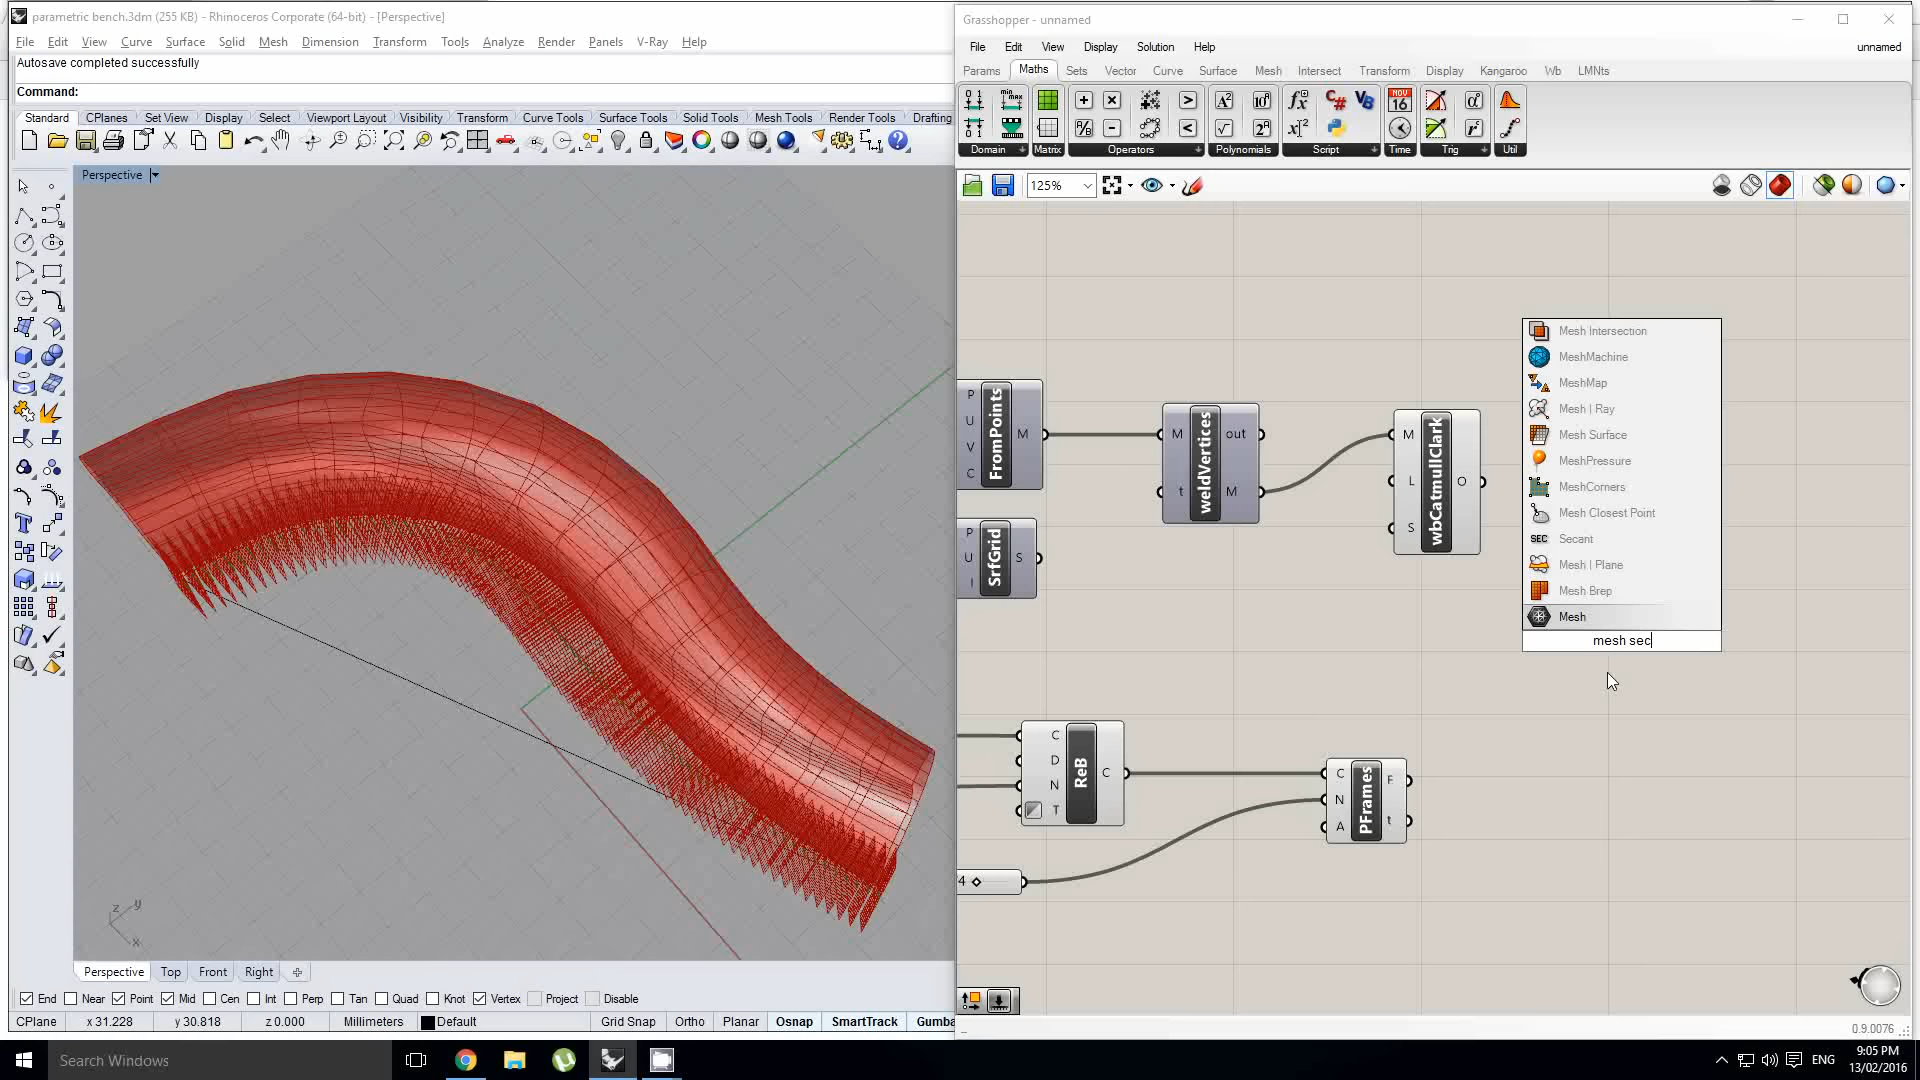 parametric bench.3dm (255 KB) - Rhinoceros Corporate (64-bit) - [Perspective]
File Edit View Curve Surface Solid Mesh Dimension Transform Tools Analyze Render Panels V-Ray Help
Autosave completed successfully
Command:
Standard CPlanes Set View Display Select Viewport Layout Visibility Transform Curve Tools Surface Tools Solid Tools Mesh Tools Render Tools Drafting
Perspective
z y
x
Perspective Top Front Right
End Near Point Mid Cen Int Perp Tan Quad Knot Vertex Project Disable
CPlane x 31.228 y 30.818 z 0.000 Millimeters Default Grid Snap Ortho Planar Osnap SmartTrack Gumba
Grasshopper - unnamed
File Edit View Display Solution Help unnamed
Params Maths Sets Vector Curve Surface Mesh Intersect Transform Display Kangaroo Wb LMNts
Domain Matrix Operators Polynomials Script Time Trig Util
125%
P U V C FromPoints M
M t weldVertices out M
M L S wbCatmullClark O
P U I SrfGrid S
C D N T ReB C
C N A PFrames F t
4
Mesh Intersection
MeshMachine
MeshMap
Mesh | Ray
Mesh Surface
MeshPressure
MeshCorners
Mesh Closest Point
SEC Secant
Mesh | Plane
Mesh Brep
Mesh
mesh sec
0.9.0076
Search Windows
ENG
9:05 PM
13/02/2016